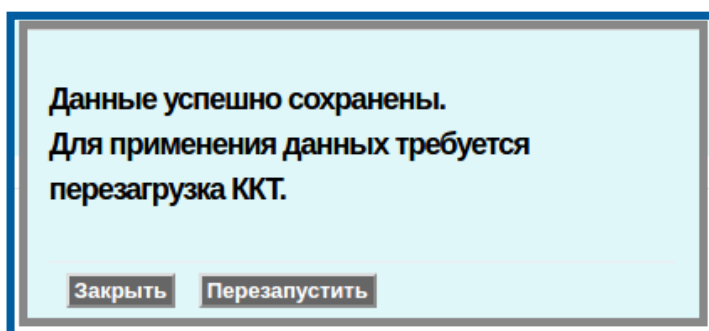 Данные успешно сохранены.
Для применения данных требуется
перезагрузка ККТ.
Закрыть Перезапустить